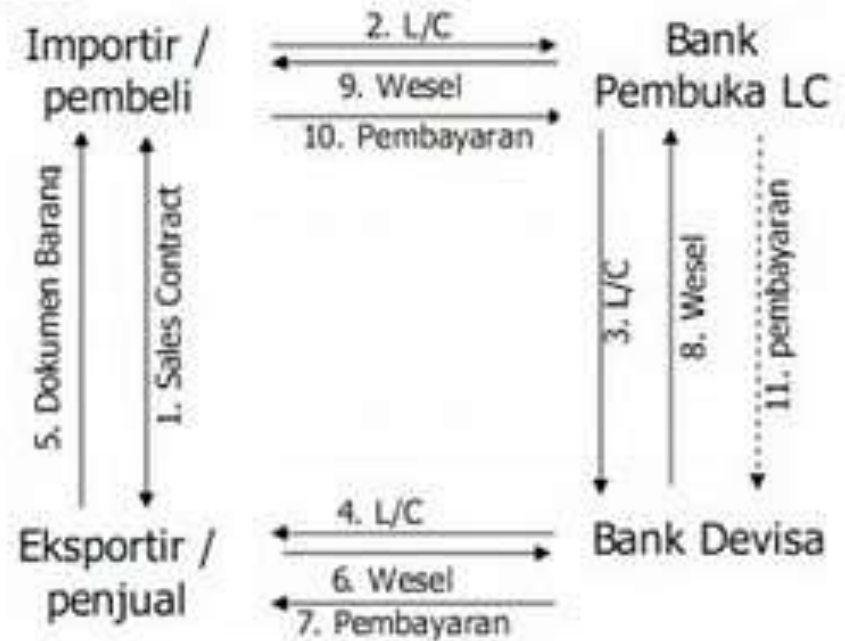 Importir /
pembeli
2. L/C
9. Wesel
10. Pembayaran
Bank
Pembuka LC
5. Dokumen Barang
1. Sales Contract
3. L/C
8. Wesel
11. pembayaran
Eksportir /
penjual
4. L/C
6. Wesel
7. Pembayaran
Bank Devisa